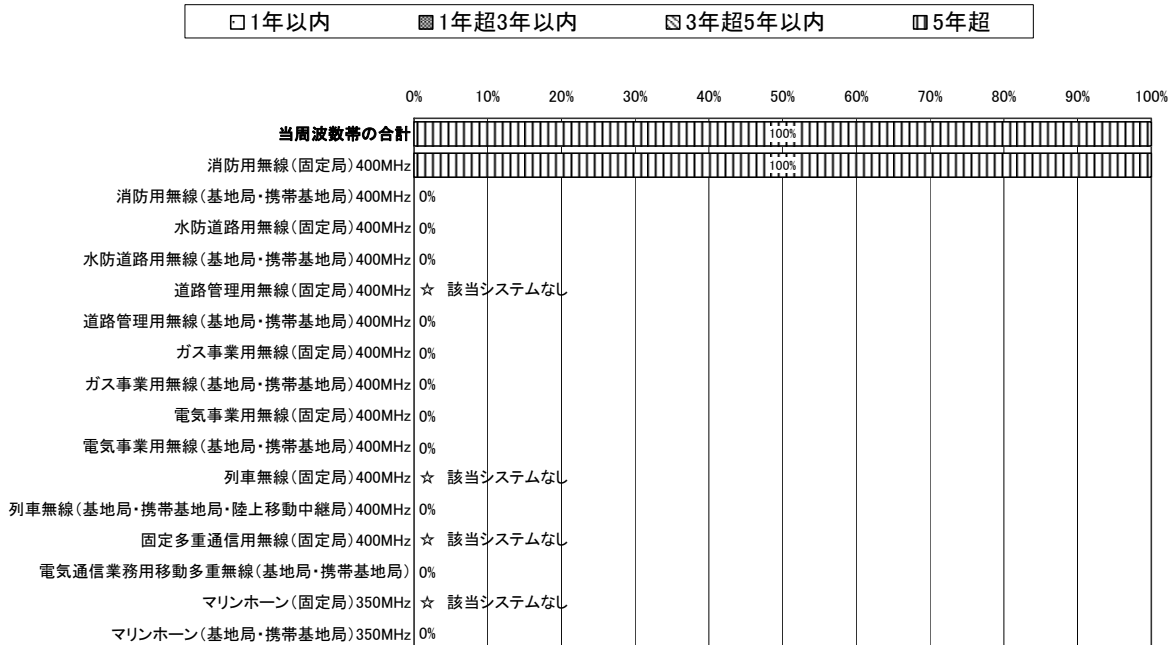 □1年以内 ▩1年超3年以内 ▧3年超5年以内 ▥5年超
0% 10% 20% 30% 40% 50% 60% 70% 80% 90% 100%
当周波数帯の合計 100%
消防用無線(固定局)400MHz 100%
消防用無線(基地局・携帯基地局)400MHz 0%
水防道路用無線(固定局)400MHz 0%
水防道路用無線(基地局・携帯基地局)400MHz 0%
道路管理用無線(固定局)400MHz ☆ 該当システムなし
道路管理用無線(基地局・携帯基地局)400MHz 0%
ガス事業用無線(固定局)400MHz 0%
ガス事業用無線(基地局・携帯基地局)400MHz 0%
電気事業用無線(固定局)400MHz 0%
電気事業用無線(基地局・携帯基地局)400MHz 0%
列車無線(固定局)400MHz ☆ 該当システムなし
列車無線(基地局・携帯基地局・陸上移動中継局)400MHz 0%
固定多重通信用無線(固定局)400MHz ☆ 該当システムなし
電気通信業務用移動多重無線(基地局・携帯基地局) 0%
マリンホーン(固定局)350MHz ☆ 該当システムなし
マリンホーン(基地局・携帯基地局)350MHz 0%